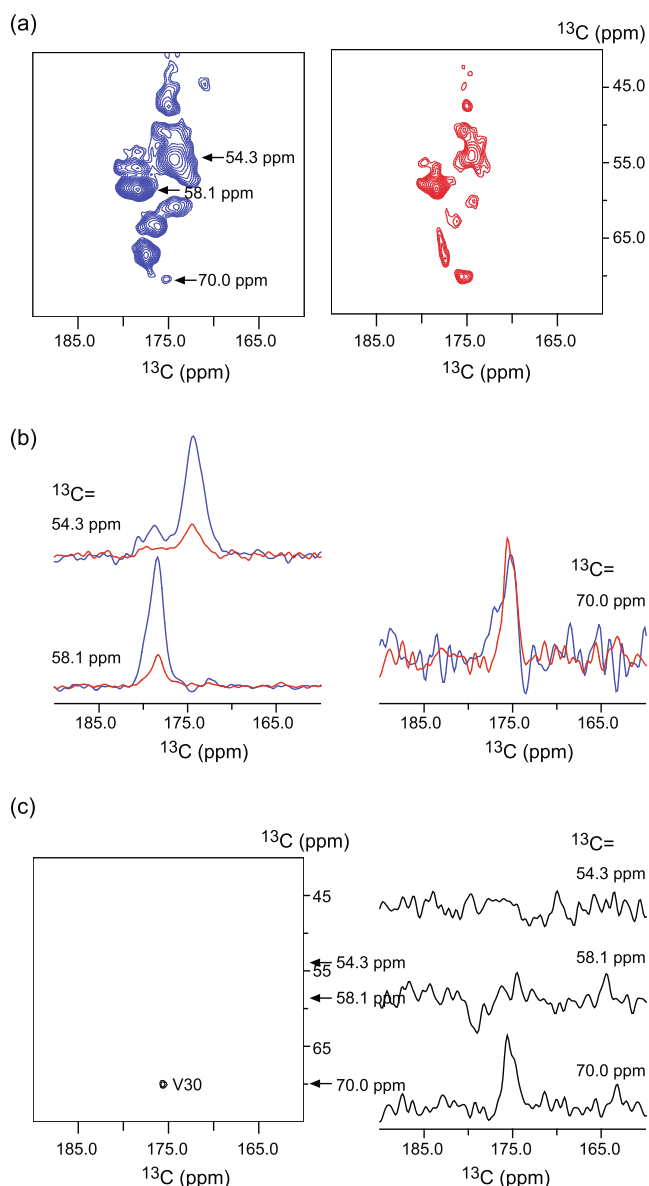 (a)
¹³C (ppm)
45.0
54.3 ppm
55.0
58.1 ppm
65.0
70.0 ppm
185.0 175.0 165.0 185.0 175.0 165.0
¹³C (ppm) ¹³C (ppm)
(b)
¹³C=
54.3 ppm
¹³C=
70.0 ppm
58.1 ppm
185.0 175.0 165.0 185.0 175.0 165.0
¹³C (ppm) ¹³C (ppm)
(c)
¹³C (ppm) ¹³C=
54.3 ppm
45
54.3 ppm
55
58.1 ppm
58.1 ppm
65
70.0 ppm
V30 70.0 ppm
185.0 175.0 165.0 185.0 175.0 165.0
¹³C (ppm) ¹³C (ppm)